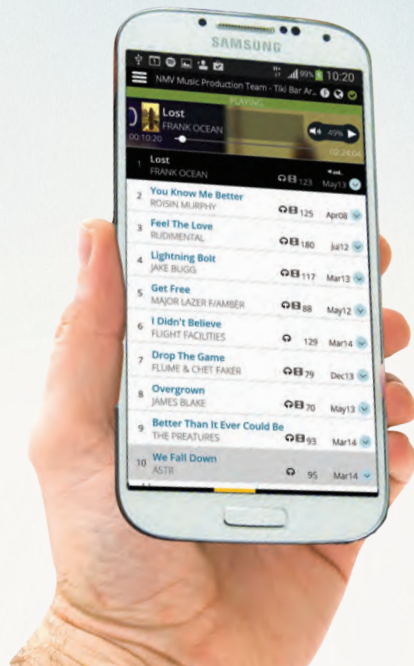 SAMSUNG
99% 10:20
NMV Music Production Team - Tiki Bar Ar..
PLAYING
Lost
FRANK OCEAN
49%
00:10:20
02:24:04
1 Lost
FRANK OCEAN 123 May13
2 You Know Me Better
ROISIN MURPHY 125 Apr08
3 Feel The Love
RUDIMENTAL 180 Jul12
4 Lightning Bolt
JAKE BUGG 117 Mar13
5 Get Free
MAJOR LAZER F/AMBER 88 May12
6 I Didn't Believe
FLIGHT FACILITIES 129 Mar14
7 Drop The Game
FLUME & CHET FAKER 79 Dec13
8 Overgrown
JAMES BLAKE 70 May13
9 Better Than It Ever Could Be
THE PREATURES 93 Mar14
10 We Fall Down
ASTR 95 Mar14